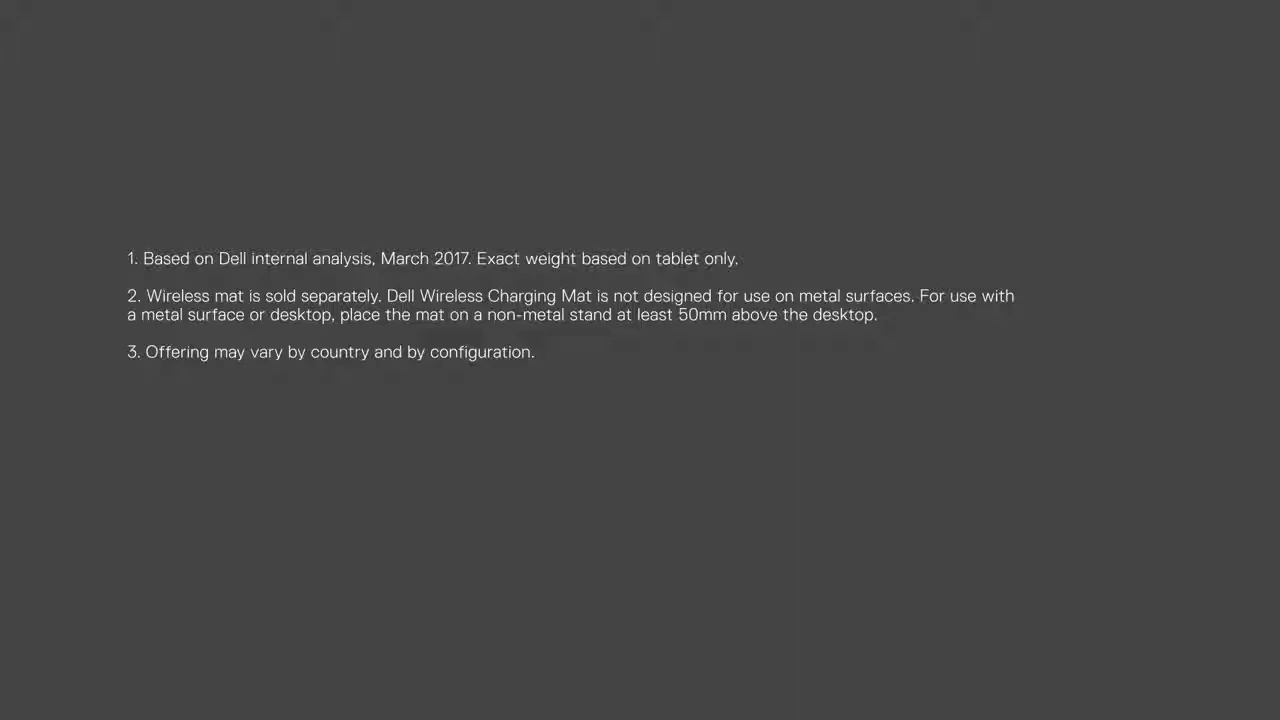 1. Based on Dell internal analysis, March 2017. Exact weight based on tablet only.
2. Wireless mat is sold separately. Dell Wireless Charging Mat is not designed for use on metal surfaces. For use with
a metal surface or desktop, place the mat on a non-metal stand at least 50mm above the desktop.
3. Offering may vary by country and by configuration.